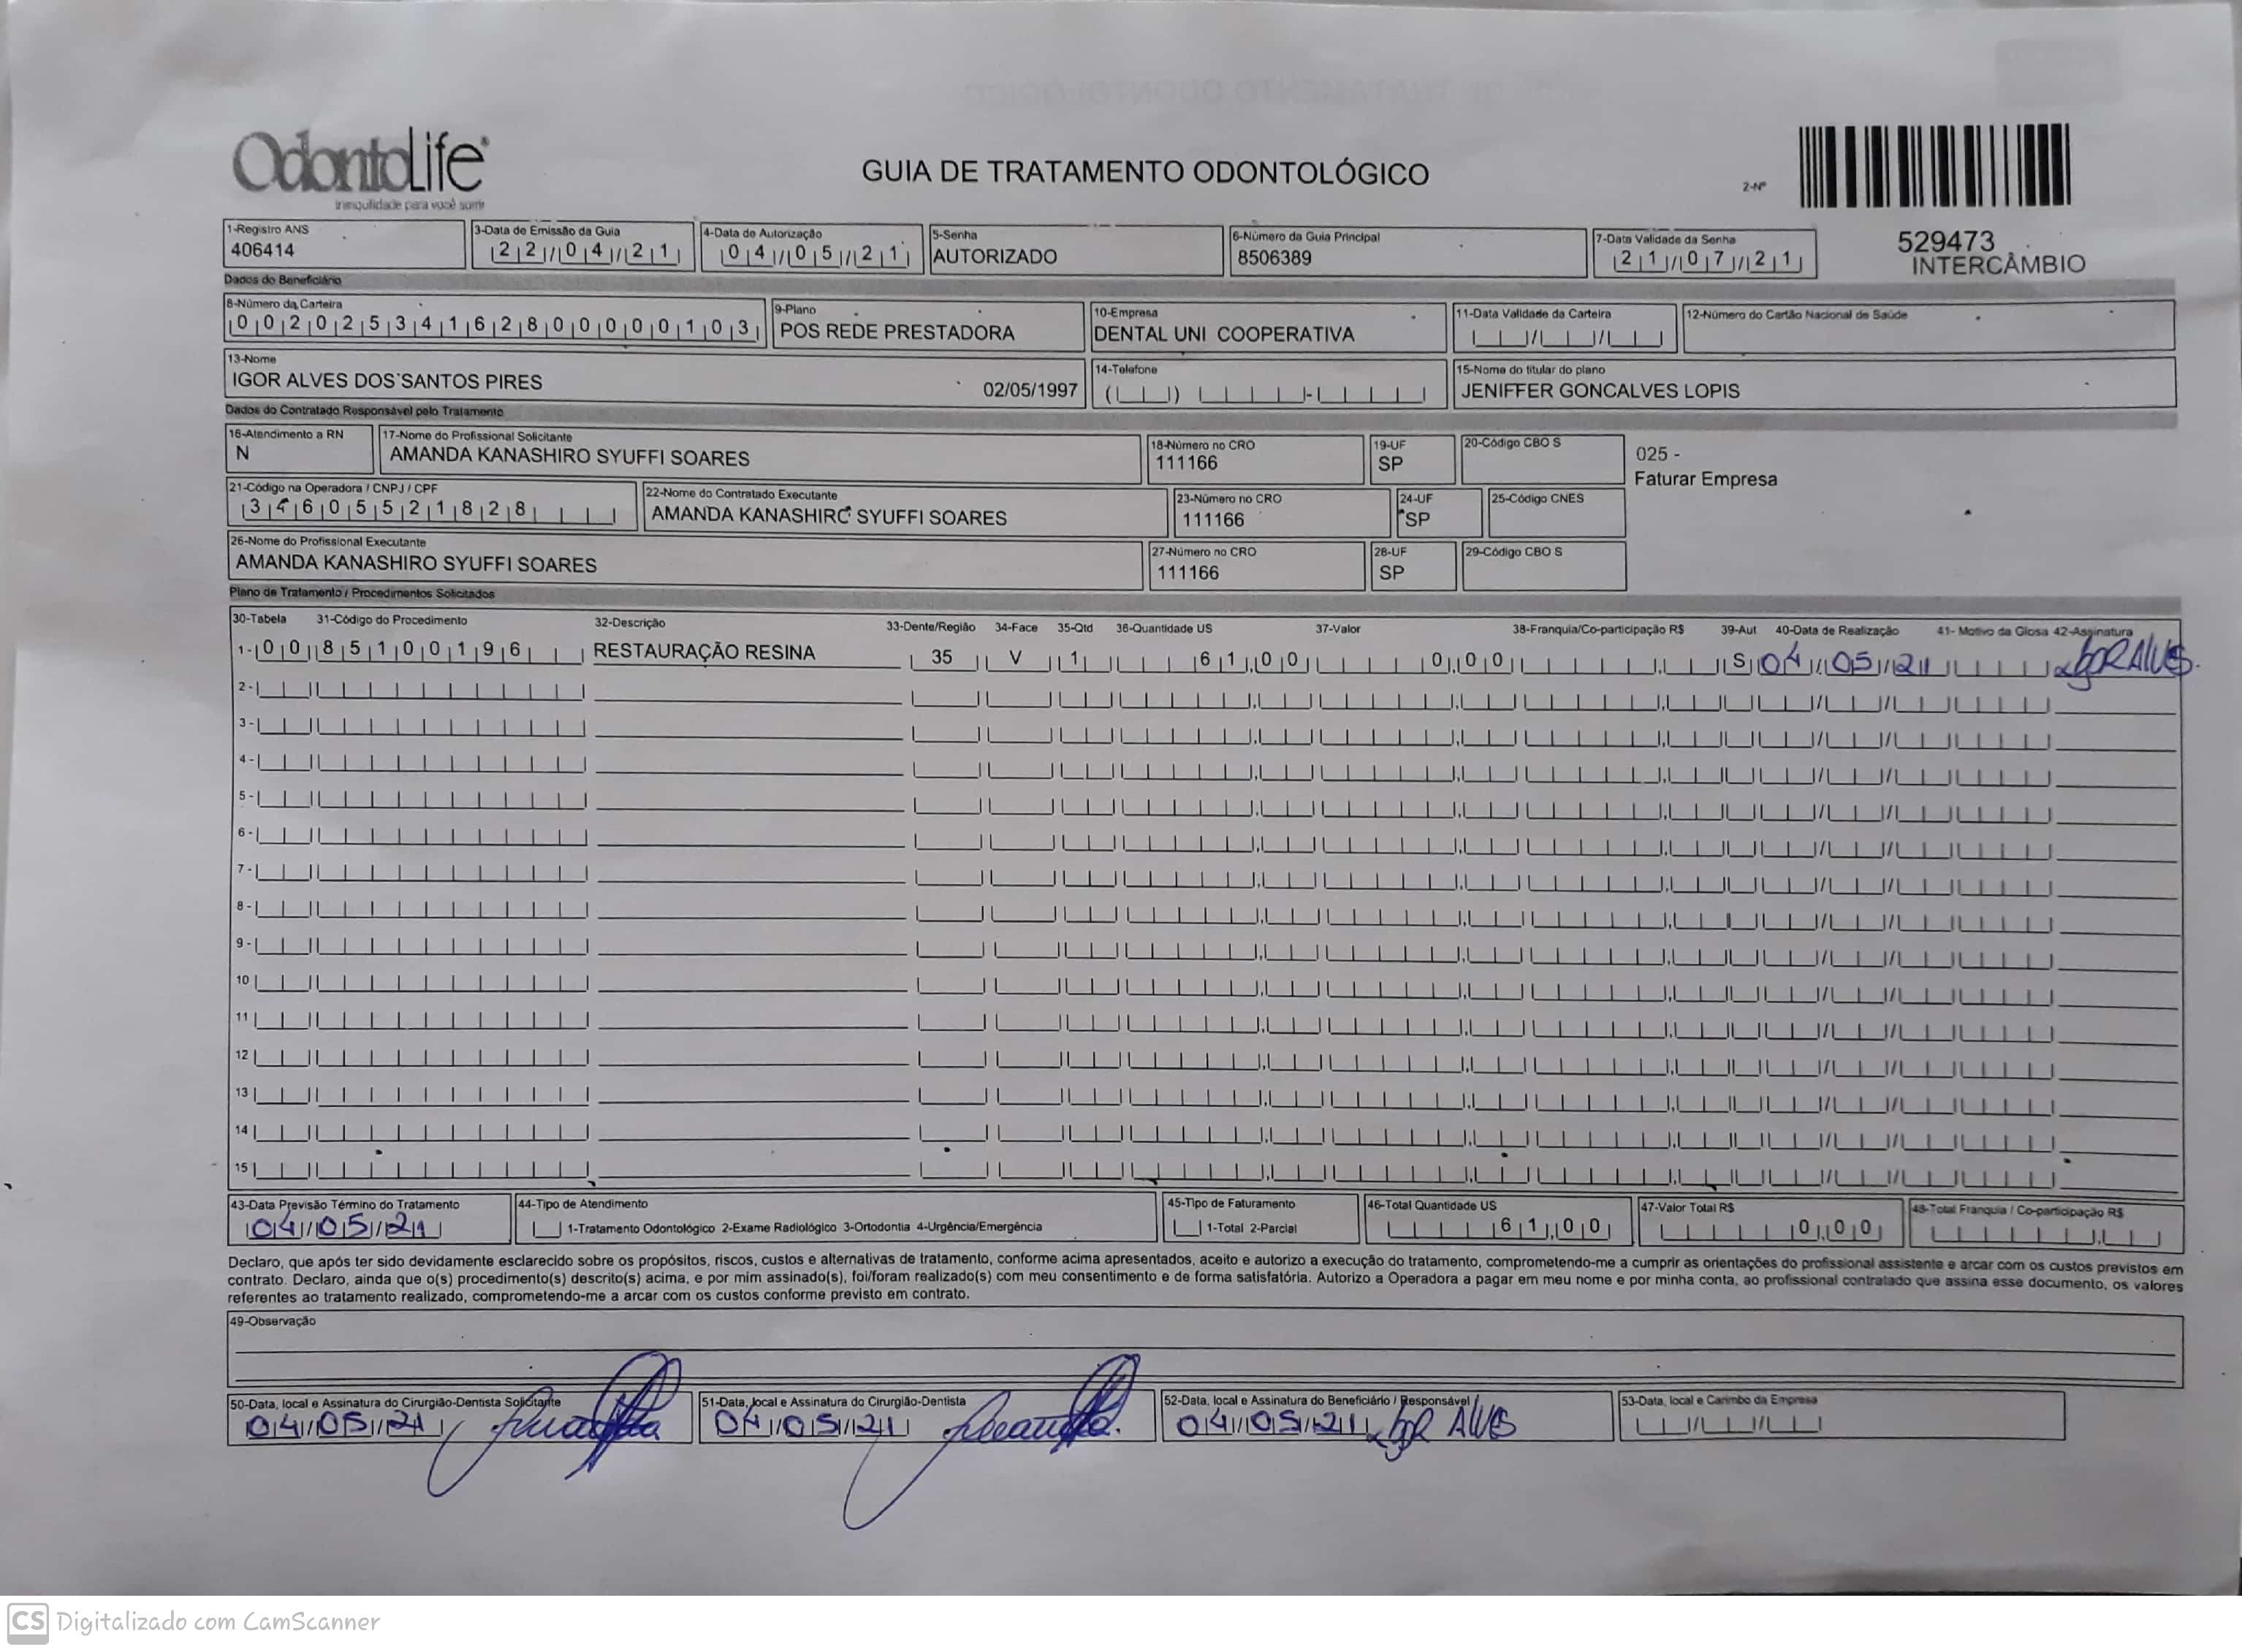 OdontoLife
tranquilidade para você sorrir
GUIA DE TRATAMENTO ODONTOLÓGICO
2-Nº
529473
INTERCÂMBIO
1-Registro ANS
406414
3-Data de Emissão da Guia
22/04/21
4-Data de Autorização
04/05/21
5-Senha
AUTORIZADO
6-Número da Guia Principal
8506389
7-Data Validade da Senha
21/07/21
Dados do Beneficiário
8-Número da Carteira
00202534162800000103
9-Plano
POS REDE PRESTADORA
10-Empresa
DENTAL UNI COOPERATIVA
11-Data Validade da Carteira
12-Número do Cartão Nacional de Saúde
13-Nome
IGOR ALVES DOS SANTOS PIRES 02/05/1997
14-Telefone
15-Nome do titular do plano
JENIFFER GONCALVES LOPIS
Dados do Contratado Responsável pelo Tratamento
16-Atendimento a RN
N
17-Nome do Profissional Solicitante
AMANDA KANASHIRO SYUFFI SOARES
18-Número no CRO
111166
19-UF
SP
20-Código CBO S
025 -
Faturar Empresa
21-Código na Operadora / CNPJ / CPF
34605521828
22-Nome do Contratado Executante
AMANDA KANASHIRO SYUFFI SOARES
23-Número no CRO
111166
24-UF
SP
25-Código CNES
26-Nome do Profissional Executante
AMANDA KANASHIRO SYUFFI SOARES
27-Número no CRO
111166
28-UF
SP
29-Código CBO S
Plano de Tratamento / Procedimentos Solicitados
30-Tabela 31-Código do Procedimento 32-Descrição 33-Dente/Região 34-Face 35-Qtd 36-Quantidade US 37-Valor 38-Franquia/Co-participação R$ 39-Aut 40-Data de Realização 41- Motivo da Glosa 42-Assinatura
1- 00 85100196 RESTAURAÇÃO RESINA 35 V 1 61,00 0,00 S 04/05/21 Igor Alves
2-
3-
4-
5-
6-
7-
8-
9-
10
11
12
13
14
15
43-Data Previsão Término do Tratamento
04/05/21
44-Tipo de Atendimento
1-Tratamento Odontológico 2-Exame Radiológico 3-Ortodontia 4-Urgência/Emergência
45-Tipo de Faturamento
1-Total 2-Parcial
46-Total Quantidade US
61,00
47-Valor Total R$
0,00
48-Total Franquia / Co-participação R$
Declaro, que após ter sido devidamente esclarecido sobre os propósitos, riscos, custos e alternativas de tratamento, conforme acima apresentados, aceito e autorizo a execução do tratamento, comprometendo-me a cumprir as orientações do profissional assistente e arcar com os custos previstos em
contrato. Declaro, ainda que o(s) procedimento(s) descrito(s) acima, e por mim assinado(s), foi/foram realizado(s) com meu consentimento e de forma satisfatória. Autorizo a Operadora a pagar em meu nome e por minha conta, ao profissional contratado que assina esse documento, os valores
referentes ao tratamento realizado, comprometendo-me a arcar com os custos conforme previsto em contrato.
49-Observação
50-Data, local e Assinatura do Cirurgião-Dentista Solicitante
04/05/21
51-Data, local e Assinatura do Cirurgião-Dentista
04/05/21
52-Data, local e Assinatura do Beneficiário / Responsável
04/05/21 Igor Alves
53-Data, local e Carimbo da Empresa
CS Digitalizado com CamScanner